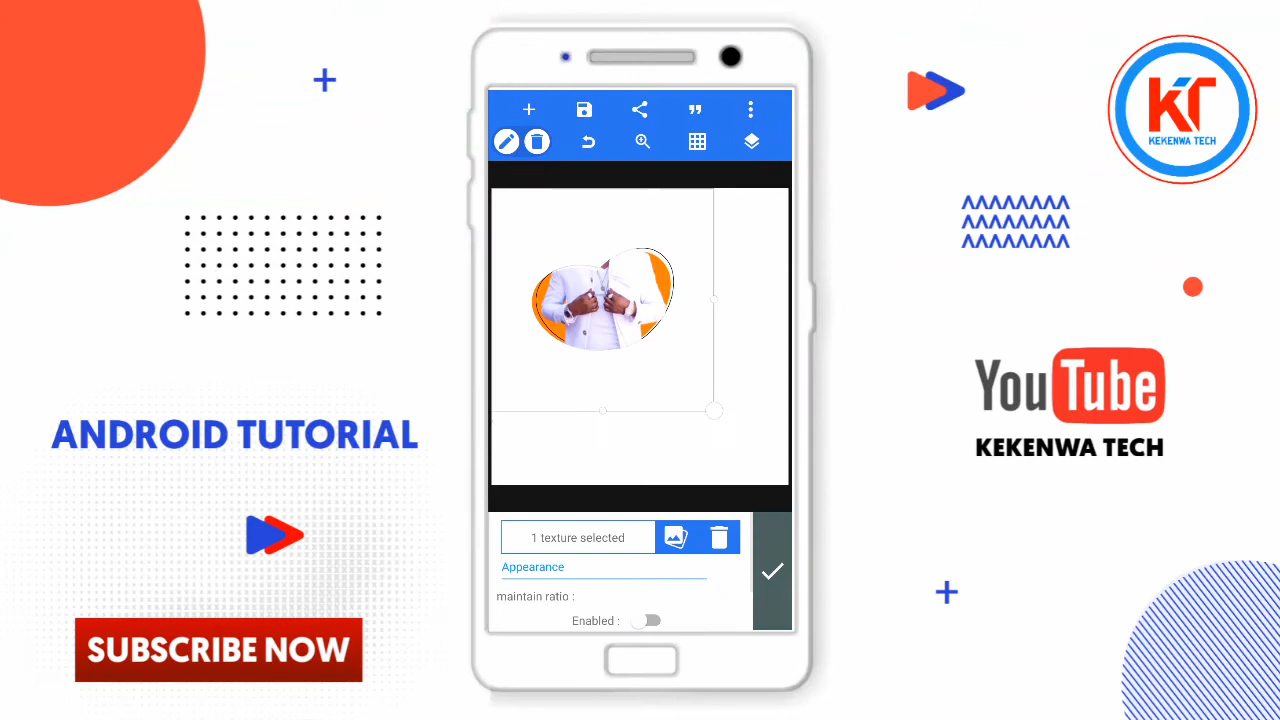 KT
KEKENWA TECH
ANDROID TUTORIAL
SUBSCRIBE NOW
1 texture selected
Appearance
maintain ratio :
Enabled :
YouTube
KEKENWA TECH